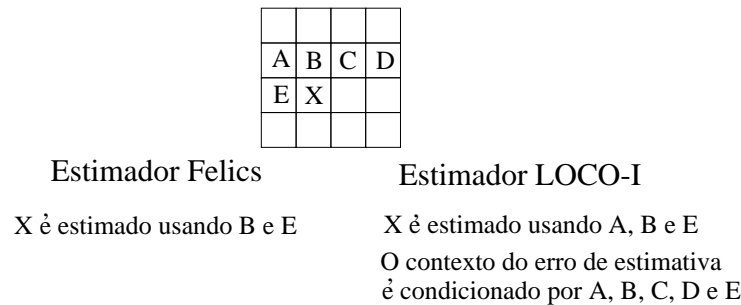 A B C D
E X
Estimador Felics
Estimador LOCO-I
X é estimado usando B e E
X é estimado usando A, B e E
O contexto do erro de estimativa
é condicionado por A, B, C, D e E